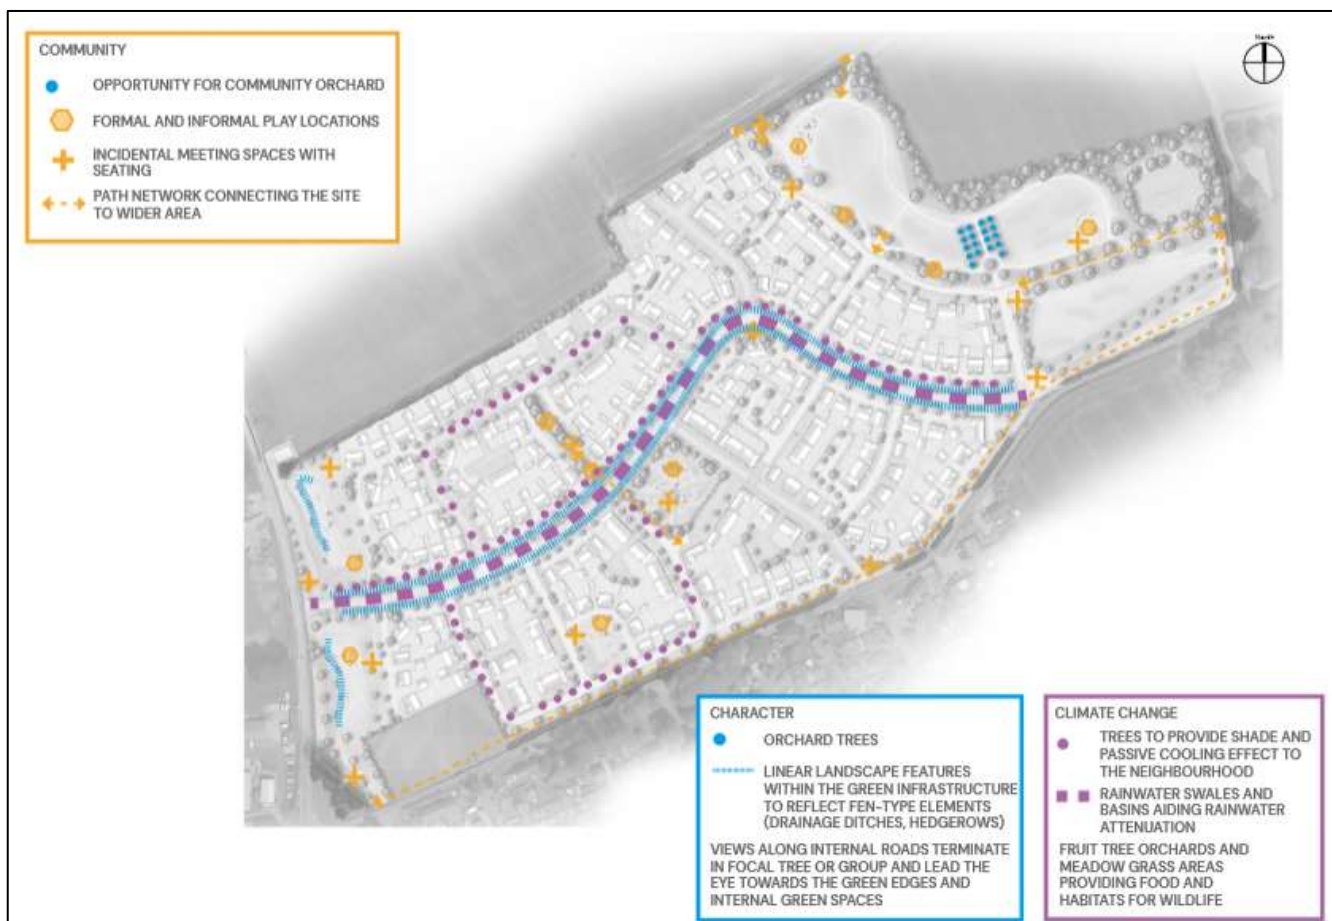 COMMUNITY
OPPORTUNITY FOR COMMUNITY ORCHARD
FORMAL AND INFORMAL PLAY LOCATIONS
INCIDENTAL MEETING SPACES WITH
SEATING
PATH NETWORK CONNECTING THE SITE
TO WIDER AREA
North
CHARACTER
ORCHARD TREES
LINEAR LANDSCAPE FEATURES
WITHIN THE GREEN INFRASTRUCTURE
TO REFLECT FEN-TYPE ELEMENTS
(DRAINAGE DITCHES, HEDGEROWS)
VIEWS ALONG INTERNAL ROADS TERMINATE
IN FOCAL TREE OR GROUP AND LEAD THE
EYE TOWARDS THE GREEN EDGES AND
INTERNAL GREEN SPACES
CLIMATE CHANGE
TREES TO PROVIDE SHADE AND
PASSIVE COOLING EFFECT TO
THE NEIGHBOURHOOD
RAINWATER SWALES AND
BASINS AIDING RAINWATER
ATTENUATION
FRUIT TREE ORCHARDS AND
MEADOW GRASS AREAS
PROVIDING FOOD AND
HABITATS FOR WILDLIFE